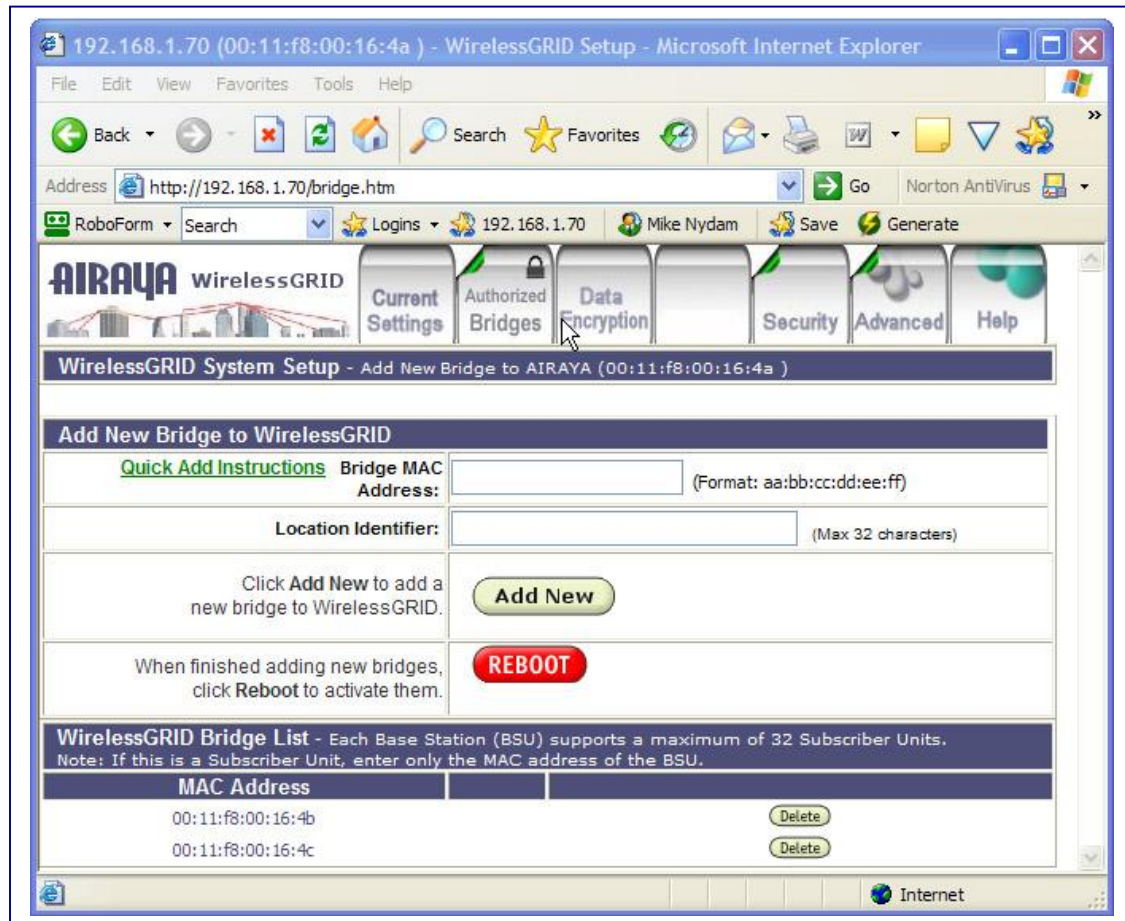 192.168.1.70 (00:11:f8:00:16:4a ) - WirelessGRID Setup - Microsoft Internet Explorer
File Edit View Favorites Tools Help
Back Search Favorites »
Address http://192.168.1.70/bridge.htm Go Norton AntiVirus
RoboForm Search Logins 192.168.1.70 Mike Nydam Save Generate
AIRAYA WirelessGRID
Current Settings
Authorized Bridges
Data Encryption
Security
Advanced
Help
WirelessGRID System Setup - Add New Bridge to AIRAYA (00:11:f8:00:16:4a )
Add New Bridge to WirelessGRID
Quick Add Instructions Bridge MAC
Address:
(Format: aa:bb:cc:dd:ee:ff)
Location Identifier: (Max 32 characters)
Click Add New to add a
new bridge to WirelessGRID.
Add New
When finished adding new bridges,
click Reboot to activate them.
REBOOT
WirelessGRID Bridge List - Each Base Station (BSU) supports a maximum of 32 Subscriber Units.
Note: If this is a Subscriber Unit, enter only the MAC address of the BSU.
MAC Address
00:11:f8:00:16:4b Delete
00:11:f8:00:16:4c Delete
Internet